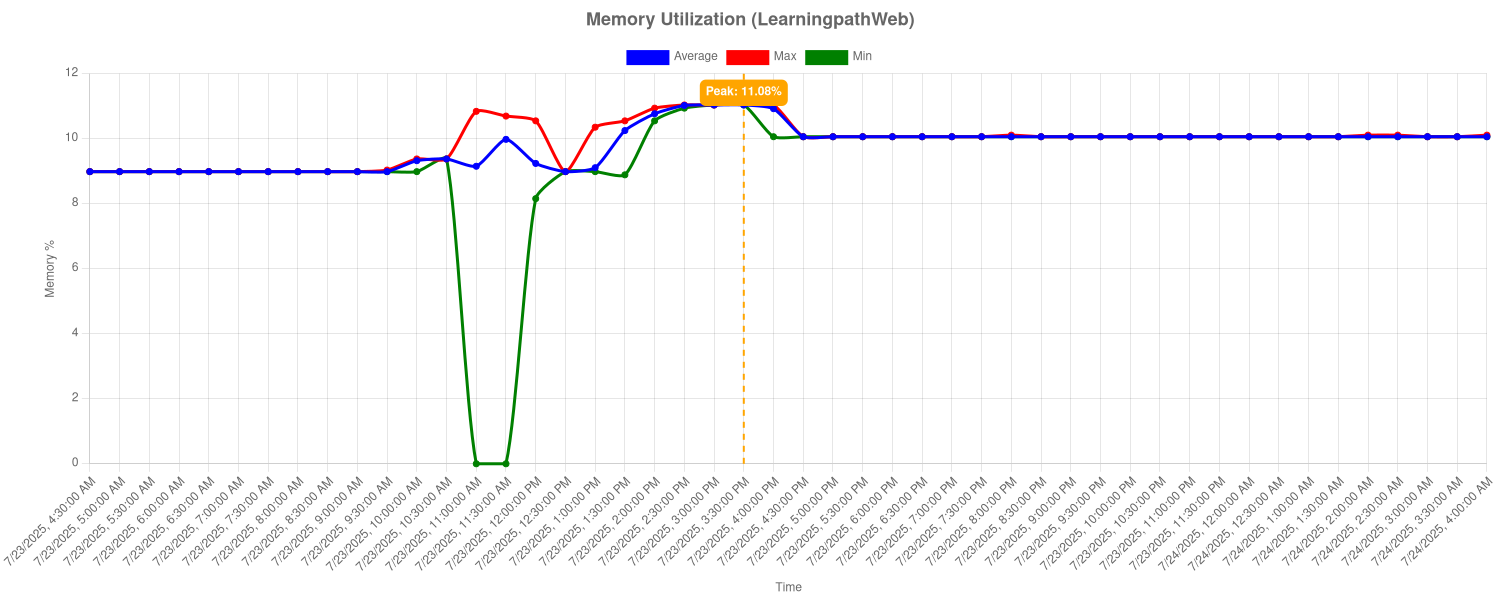 Memory Utilization (LearningpathWeb)
Average Max Min
Peak: 11.08%
12
10
8
6
4
2
0
Memory %
7/23/2025, 4:30:00 AM
7/23/2025, 5:00:00 AM
7/23/2025, 5:30:00 AM
7/23/2025, 6:00:00 AM
7/23/2025, 6:30:00 AM
7/23/2025, 7:00:00 AM
7/23/2025, 7:30:00 AM
7/23/2025, 8:00:00 AM
7/23/2025, 8:30:00 AM
7/23/2025, 9:00:00 AM
7/23/2025, 9:30:00 AM
7/23/2025, 10:00:00 AM
7/23/2025, 10:30:00 AM
7/23/2025, 11:00:00 AM
7/23/2025, 11:30:00 AM
7/23/2025, 12:00:00 PM
7/23/2025, 12:30:00 PM
7/23/2025, 1:00:00 PM
7/23/2025, 1:30:00 PM
7/23/2025, 2:00:00 PM
7/23/2025, 2:30:00 PM
7/23/2025, 3:00:00 PM
7/23/2025, 3:30:00 PM
7/23/2025, 4:00:00 PM
7/23/2025, 4:30:00 PM
7/23/2025, 5:00:00 PM
7/23/2025, 5:30:00 PM
7/23/2025, 6:00:00 PM
7/23/2025, 6:30:00 PM
7/23/2025, 7:00:00 PM
7/23/2025, 7:30:00 PM
7/23/2025, 8:00:00 PM
7/23/2025, 8:30:00 PM
7/23/2025, 9:00:00 PM
7/23/2025, 9:30:00 PM
7/23/2025, 10:00:00 PM
7/23/2025, 10:30:00 PM
7/23/2025, 11:00:00 PM
7/23/2025, 11:30:00 PM
7/24/2025, 12:00:00 AM
7/24/2025, 12:30:00 AM
7/24/2025, 1:00:00 AM
7/24/2025, 1:30:00 AM
7/24/2025, 2:00:00 AM
7/24/2025, 2:30:00 AM
7/24/2025, 3:00:00 AM
7/24/2025, 3:30:00 AM
7/24/2025, 4:00:00 AM
Time